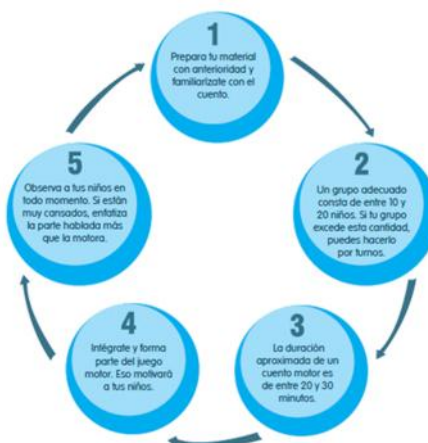 1
Prepara tu material
con anterioridad y
familiarízate con el
cuento.
2
Un grupo adecuado
consta de entre 10 y
20 niños. Si tu grupo
excede esta cantidad,
puedes hacerlo
por turnos.
3
La duración
aproximada de un
cuento motor es
de entre 20 y 30
minutos.
4
Intégrate y forma
parte del juego
motor. Eso motivará
a tus niños.
5
Observa a tus niños en
todo momento. Si están
muy cansados, enfatiza
la parte hablada más
que la motora.